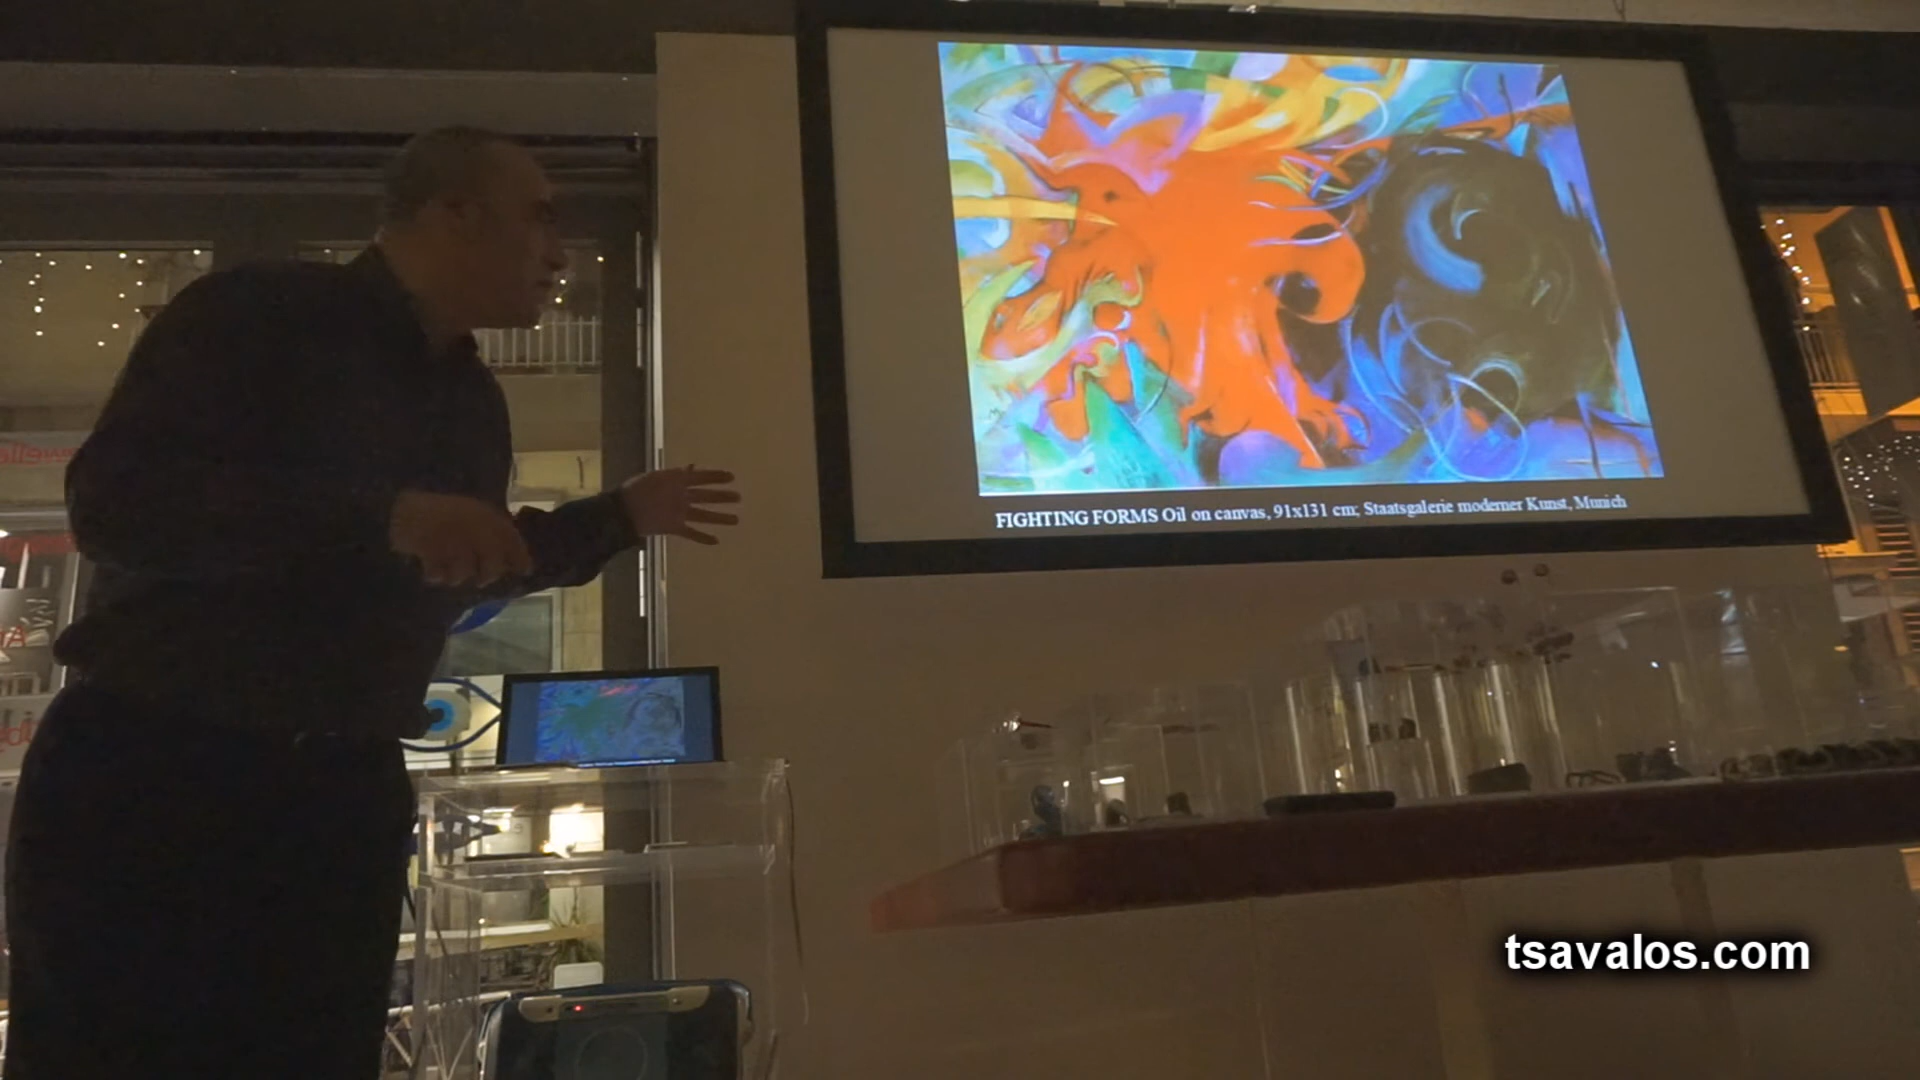 FIGHTING FORMS Oil on canvas, 91x131 cm; Staatsgalerie moderner Kunst, Munich
tsavalos.com